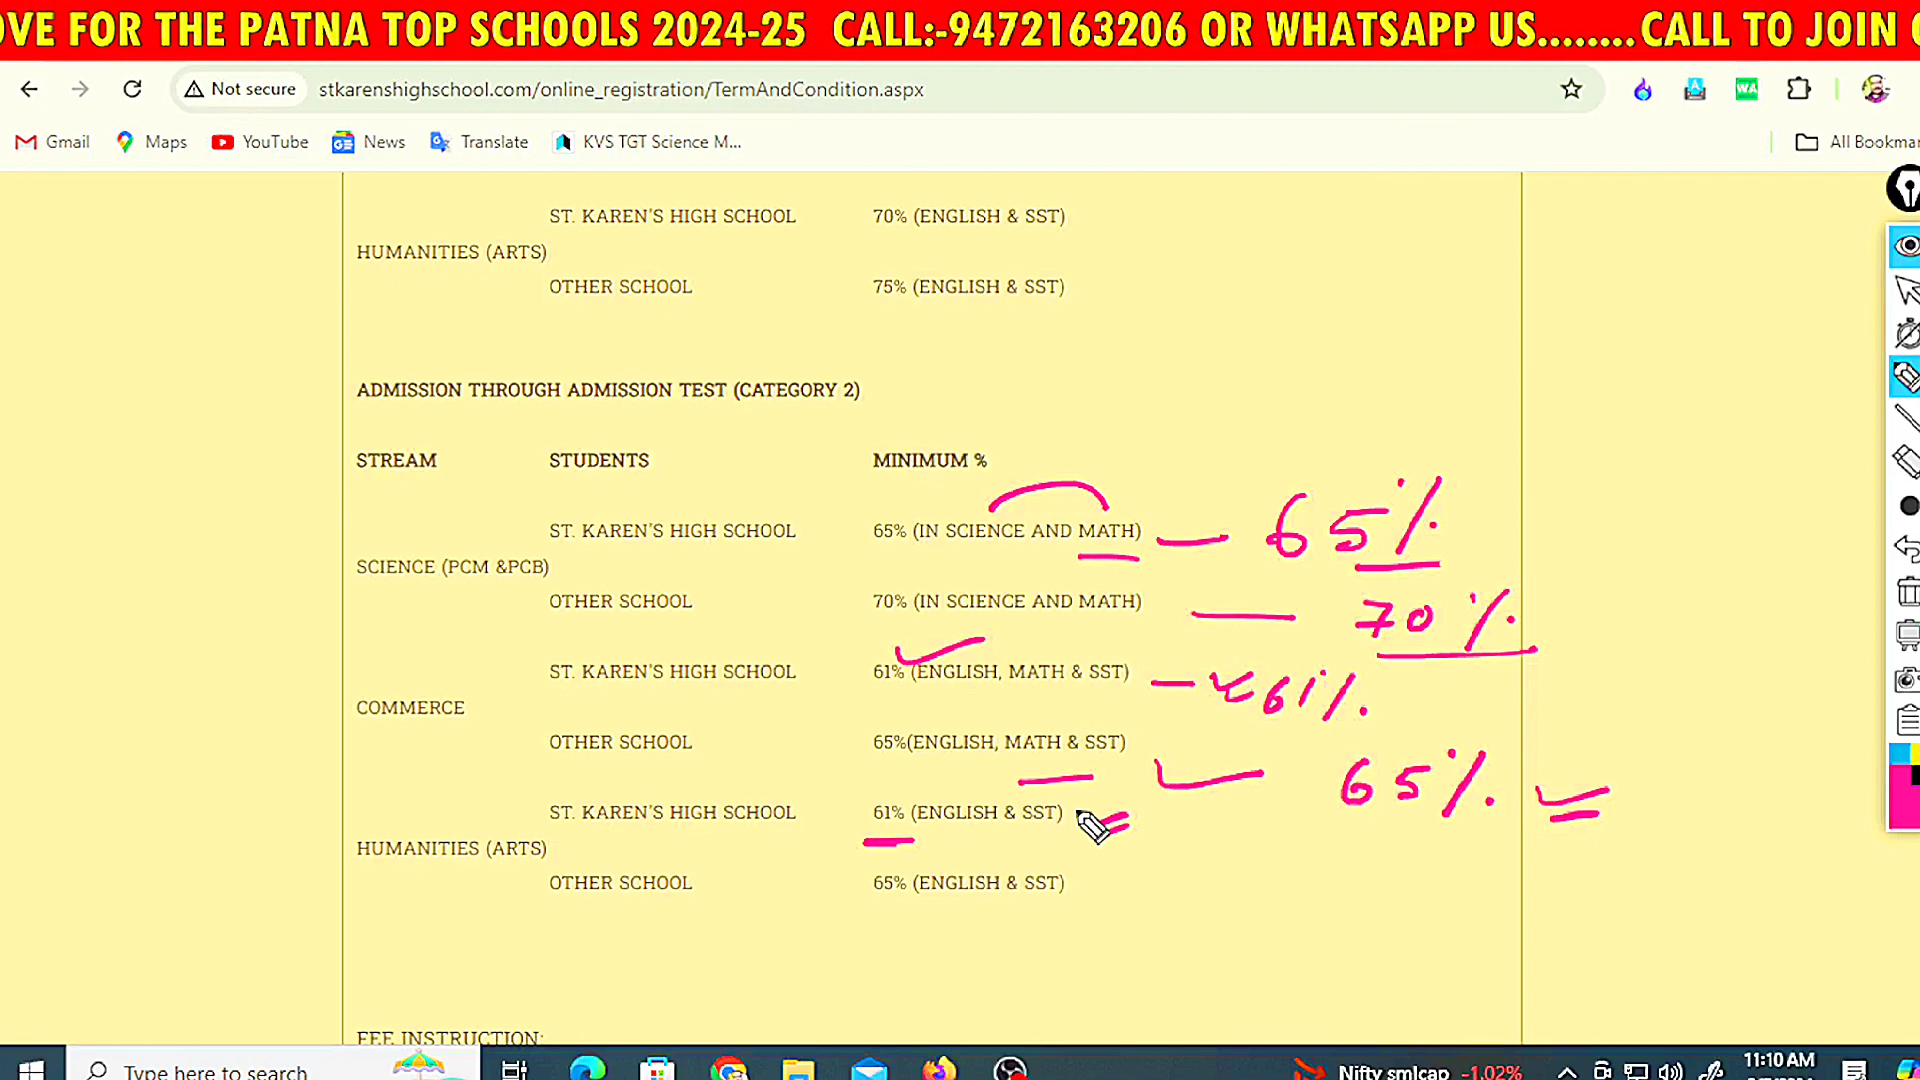 OVE FOR THE PATNA TOP SCHOOLS 2024-25 CALL:-9472163206 OR WHATSAPP US........CALL TO JOIN
Not secure stkarenshighschool.com/online_registration/TermAndCondition.aspx
WA
Gmail Maps YouTube News Translate KVS TGT Science M... All Bookmar
ST. KAREN'S HIGH SCHOOL 70% (ENGLISH & SST)
HUMANITIES (ARTS)
OTHER SCHOOL 75% (ENGLISH & SST)
ADMISSION THROUGH ADMISSION TEST (CATEGORY 2)
STREAM STUDENTS MINIMUM %
ST. KAREN'S HIGH SCHOOL 65% (IN SCIENCE AND MATH) 65%
SCIENCE (PCM &PCB)
OTHER SCHOOL 70% (IN SCIENCE AND MATH) 70%
ST. KAREN'S HIGH SCHOOL 61% (ENGLISH, MATH & SST) 61%
COMMERCE
OTHER SCHOOL 65%(ENGLISH, MATH & SST) 65%
ST. KAREN'S HIGH SCHOOL 61% (ENGLISH & SST)
HUMANITIES (ARTS)
OTHER SCHOOL 65% (ENGLISH & SST)
FEE INSTRUCTION:
Type here to search Nifty smlcap -1.02% 11:10 AM